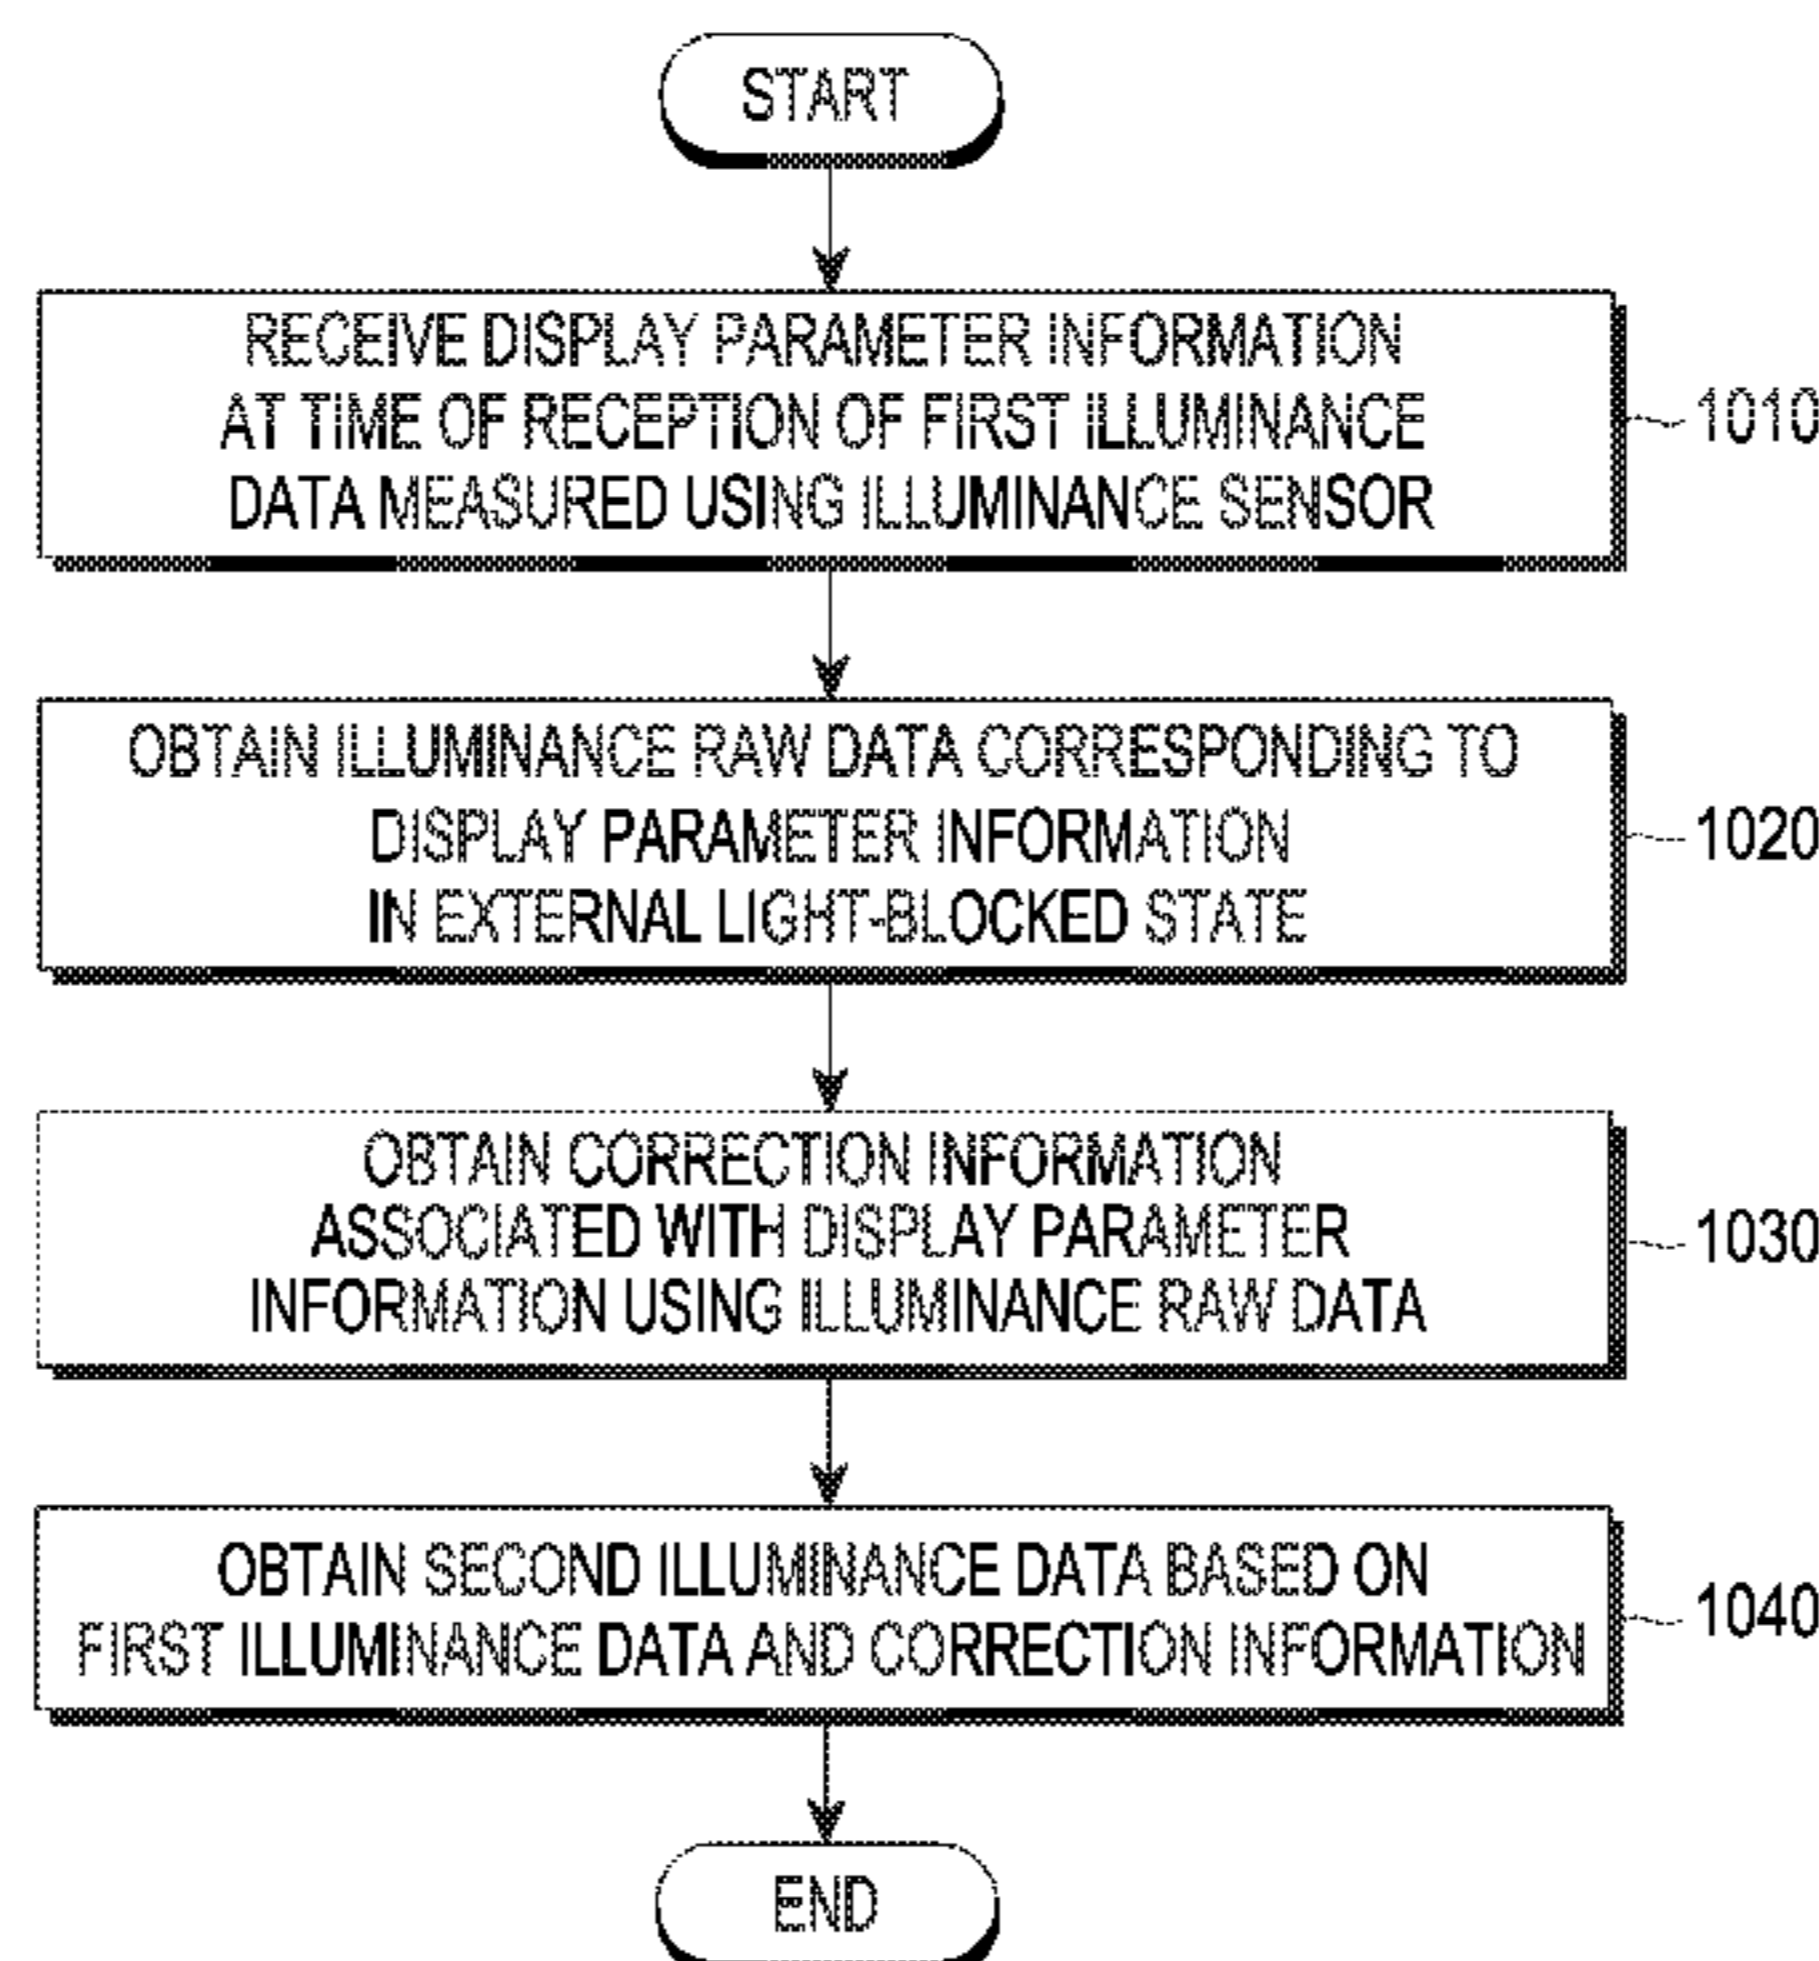 START
RECEIVE DISPLAY PARAMETER INFORMATION
AT TIME OF RECEPTION OF FIRST ILLUMINANCE
DATA MEASURED USING ILLUMINANCE SENSOR
1010
OBTAIN ILLUMINANCE RAW DATA CORRESPONDING TO
DISPLAY PARAMETER INFORMATION
IN EXTERNAL LIGHT-BLOCKED STATE
1020
OBTAIN CORRECTION INFORMATION
ASSOCIATED WITH DISPLAY PARAMETER
INFORMATION USING ILLUMINANCE RAW DATA
1030
OBTAIN SECOND ILLUMINANCE DATA BASED ON
FIRST ILLUMINANCE DATA AND CORRECTION INFORMATION
1040
END